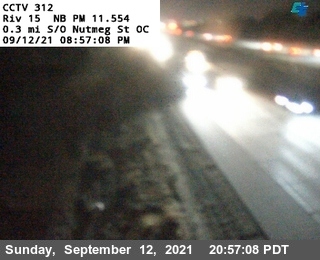 CCTV 312
Riv 15 NB PM 11.554
0.3 mi S/O Nutmeg St OC
09/12/21 08:57:08 PM
Sunday, September 12, 2021 20:57:08 PDT